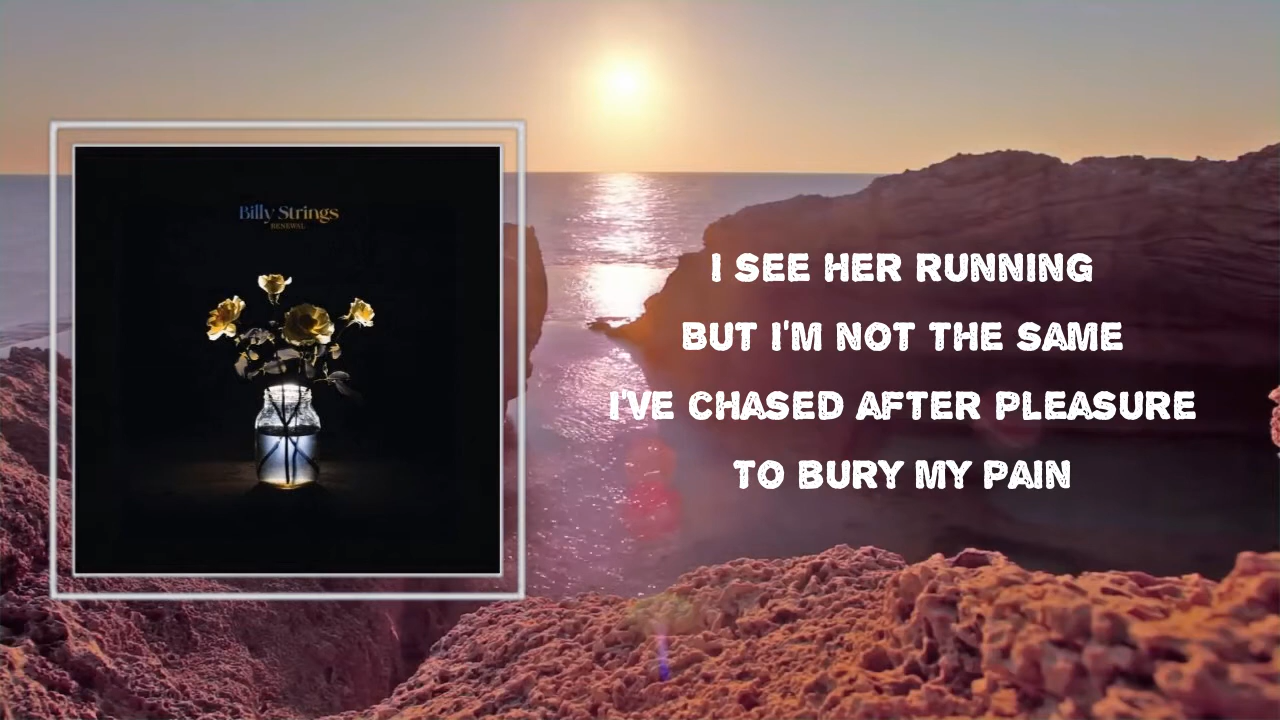 Billy Strings
RENEWAL
I SEE HER RUNNING
BUT I'M NOT THE SAME
I'VE CHASED AFTER PLEASURE
TO BURY MY PAIN